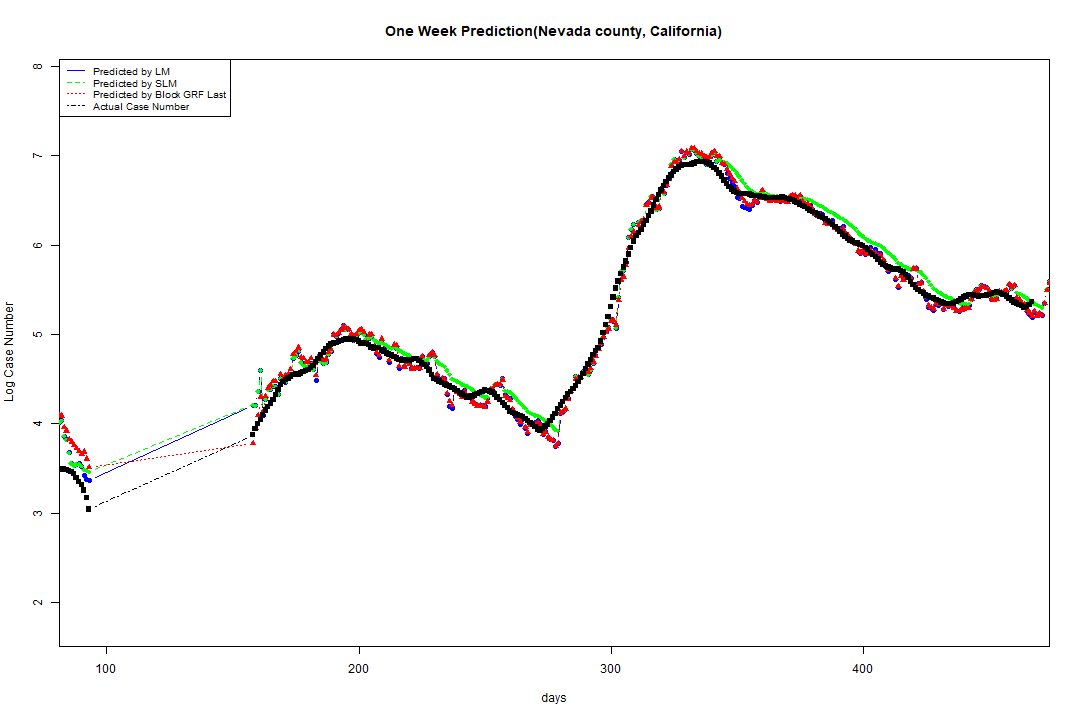 One Week Prediction(Nevada county, California)
Predicted by LM
Predicted by SLM
Predicted by Block GRF Last
Actual Case Number
8
7
6
5
4
3
2
Log Case Number
100 200 300 400
days